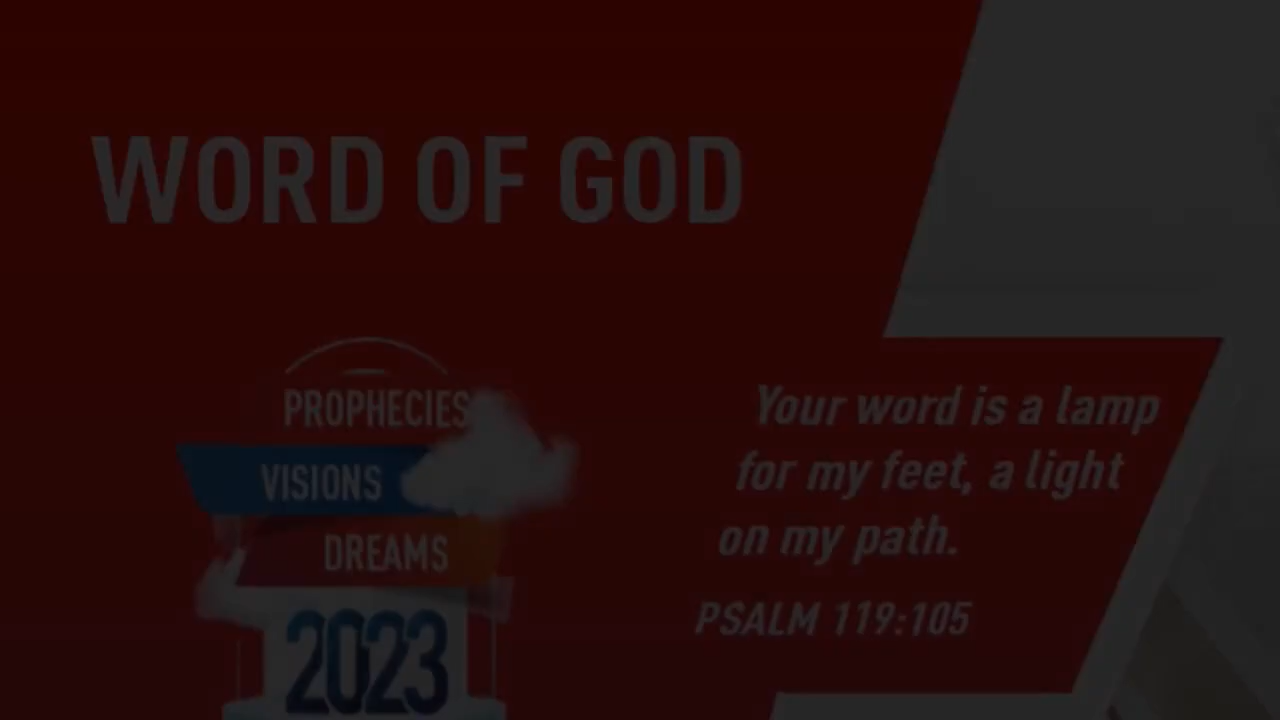 WORD OF GOD
PROPHECIES
VISIONS
DREAMS
2023
Your word is a lamp
for my feet, a light
on my path.
PSALM 119:105